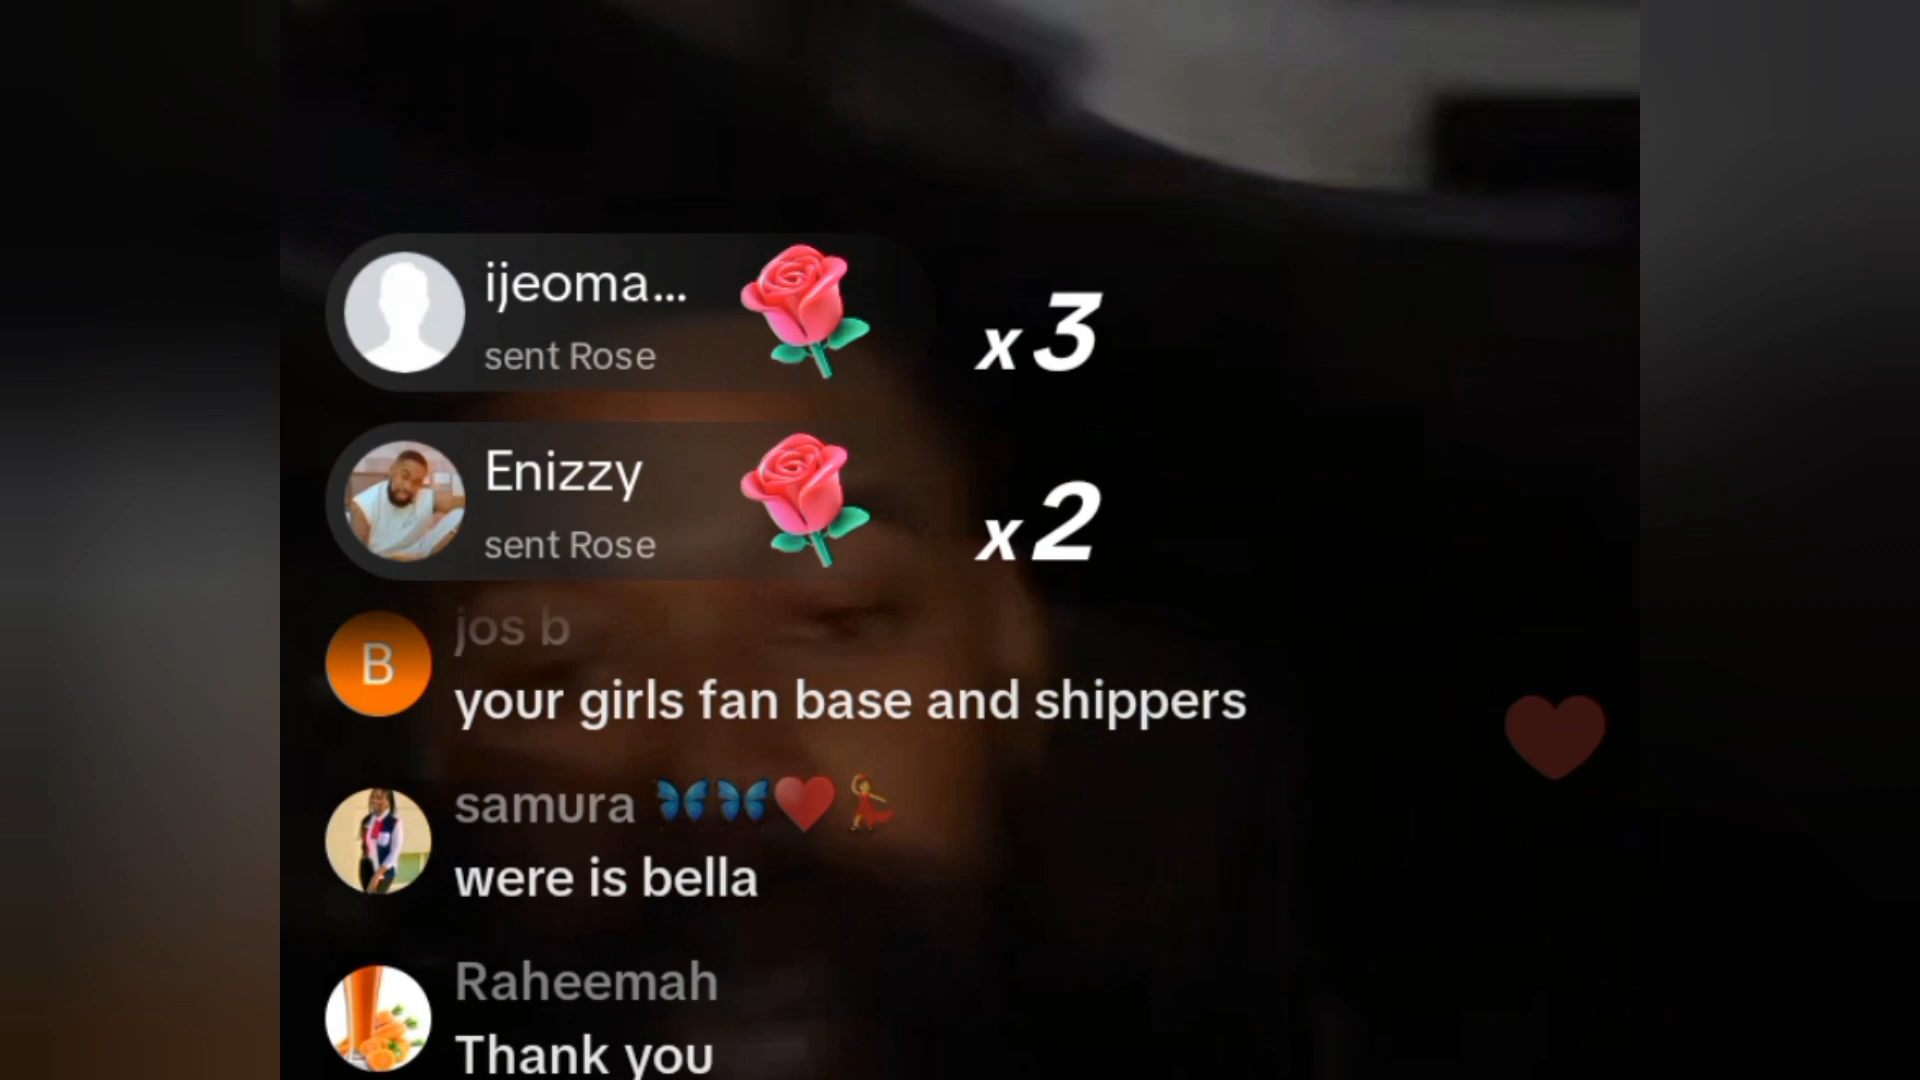 ijeoma...
sent Rose
x3
Enizzy
sent Rose
x2
B
jos b
your girls fan base and shippers
samura 🦋🦋❤️💃
were is bella
Raheemah
Thank you